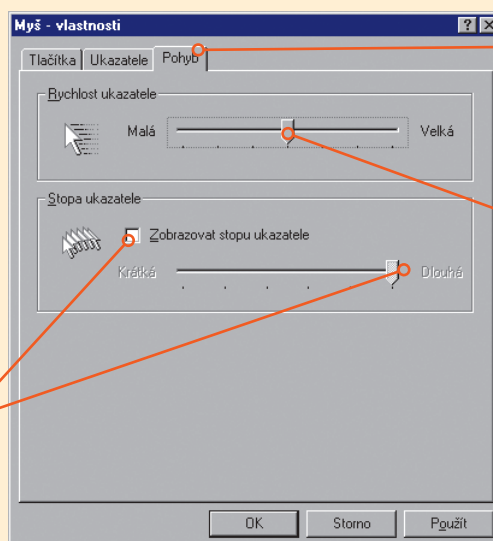 Myš - vlastnosti
Tlačítka Ukazatele Pohyb
Rychlost ukazatele
Malá Velká
Stopa ukazatele
Zobrazovat stopu ukazatele
Krátká Dlouhá
OK Storno Použít